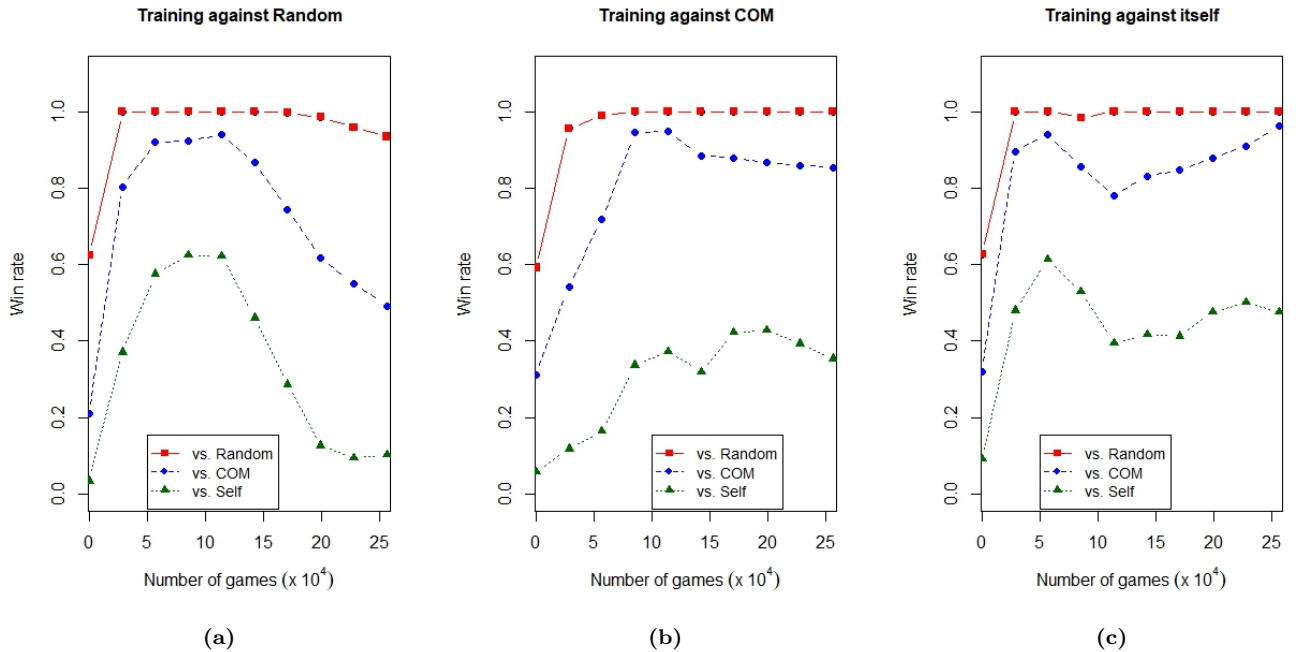 Training against Random
Win rate
1.0
0.8
0.6
0.4
0.2
0.0
vs. Random
vs. COM
vs. Self
0 5 10 15 20 25
Number of games (x 10^4)
(a)
Training against COM
Win rate
1.0
0.8
0.6
0.4
0.2
0.0
vs. Random
vs. COM
vs. Self
0 5 10 15 20 25
Number of games (x 10^4)
(b)
Training against itself
Win rate
1.0
0.8
0.6
0.4
0.2
0.0
vs. Random
vs. COM
vs. Self
0 5 10 15 20 25
Number of games (x 10^4)
(c)